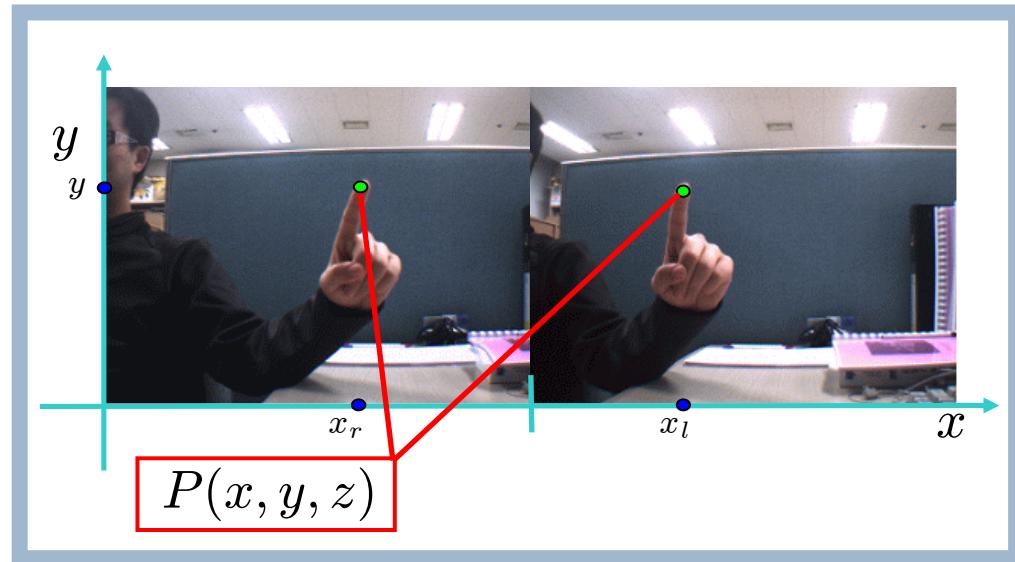 y
y
x_r
x_l
x
P(x, y, z)